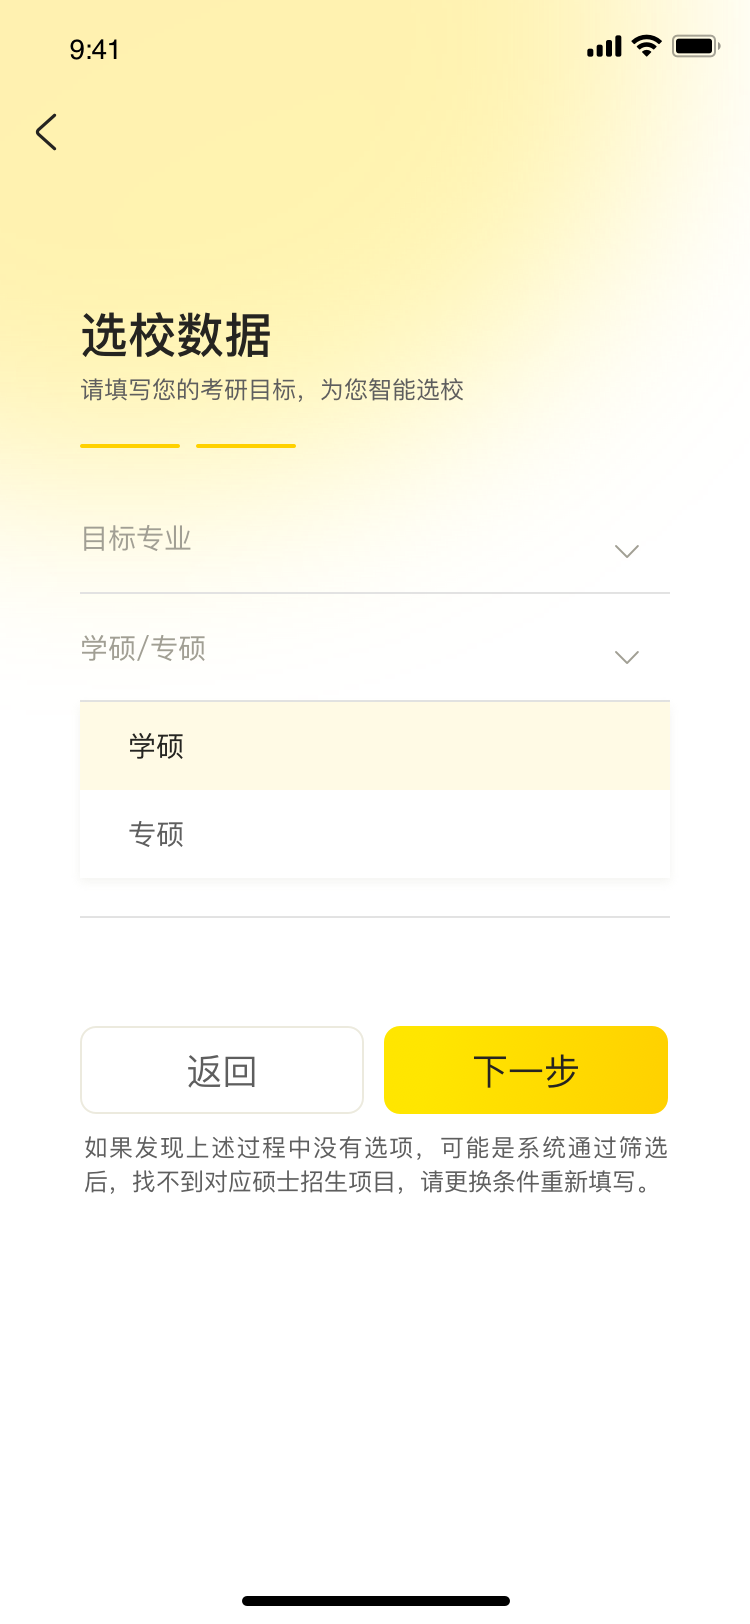 9:41
选校数据
请填写您的考研目标，为您智能选校
目标专业
学硕/专硕
学硕
专硕
返回
下一步
如果发现上述过程中没有选项，可能是系统通过筛选
后，找不到对应硕士招生项目，请更换条件重新填写。